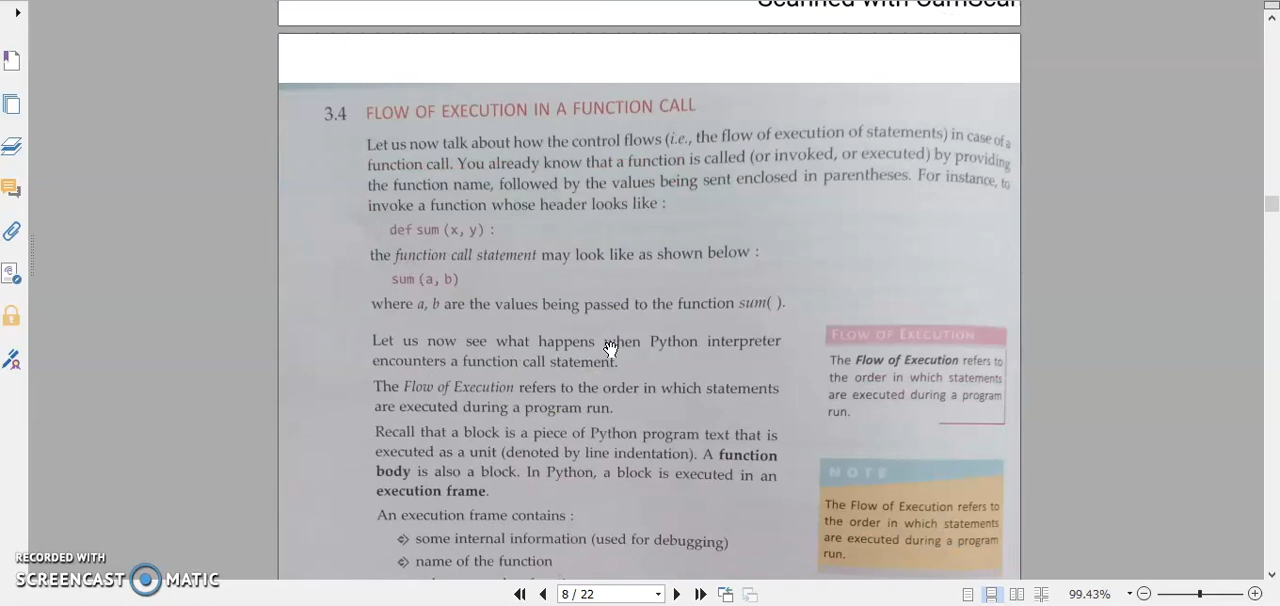 Scanned with CamScan
3.4 FLOW OF EXECUTION IN A FUNCTION CALL
Let us now talk about how the control flows (i.e., the flow of execution of statements) in case of a
function call. You already know that a function is called (or invoked, or executed) by providing
the function name, followed by the values being sent enclosed in parentheses. For instance, to
invoke a function whose header looks like :
def sum (x, y) :
the function call statement may look like as shown below :
sum (a, b)
where a, b are the values being passed to the function sum( ).
Let us now see what happens when Python interpreter
encounters a function call statement.
The Flow of Execution refers to the order in which statements
are executed during a program run.
Recall that a block is a piece of Python program text that is
executed as a unit (denoted by line indentation). A function
body is also a block. In Python, a block is executed in an
execution frame.
An execution frame contains :
some internal information (used for debugging)
name of the function
FLOW OF EXECUTION
The Flow of Execution refers to
the order in which statements
are executed during a program
run.
NOTE
The Flow of Execution refers to
the order in which statements
are executed during a program
run.
RECORDED WITH
SCREENCAST MATIC
8 / 22
99.43%